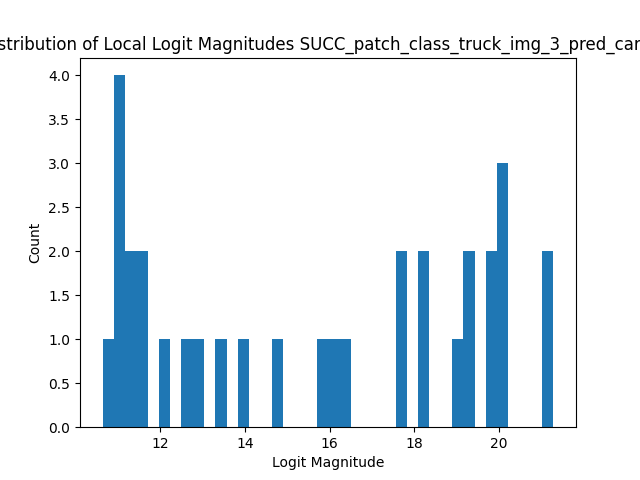 stribution of Local Logit Magnitudes SUCC_patch_class_truck_img_3_pred_car
4.0
3.5
3.0
2.5
2.0
1.5
1.0
0.5
0.0
Count
12 14 16 18 20
Logit Magnitude